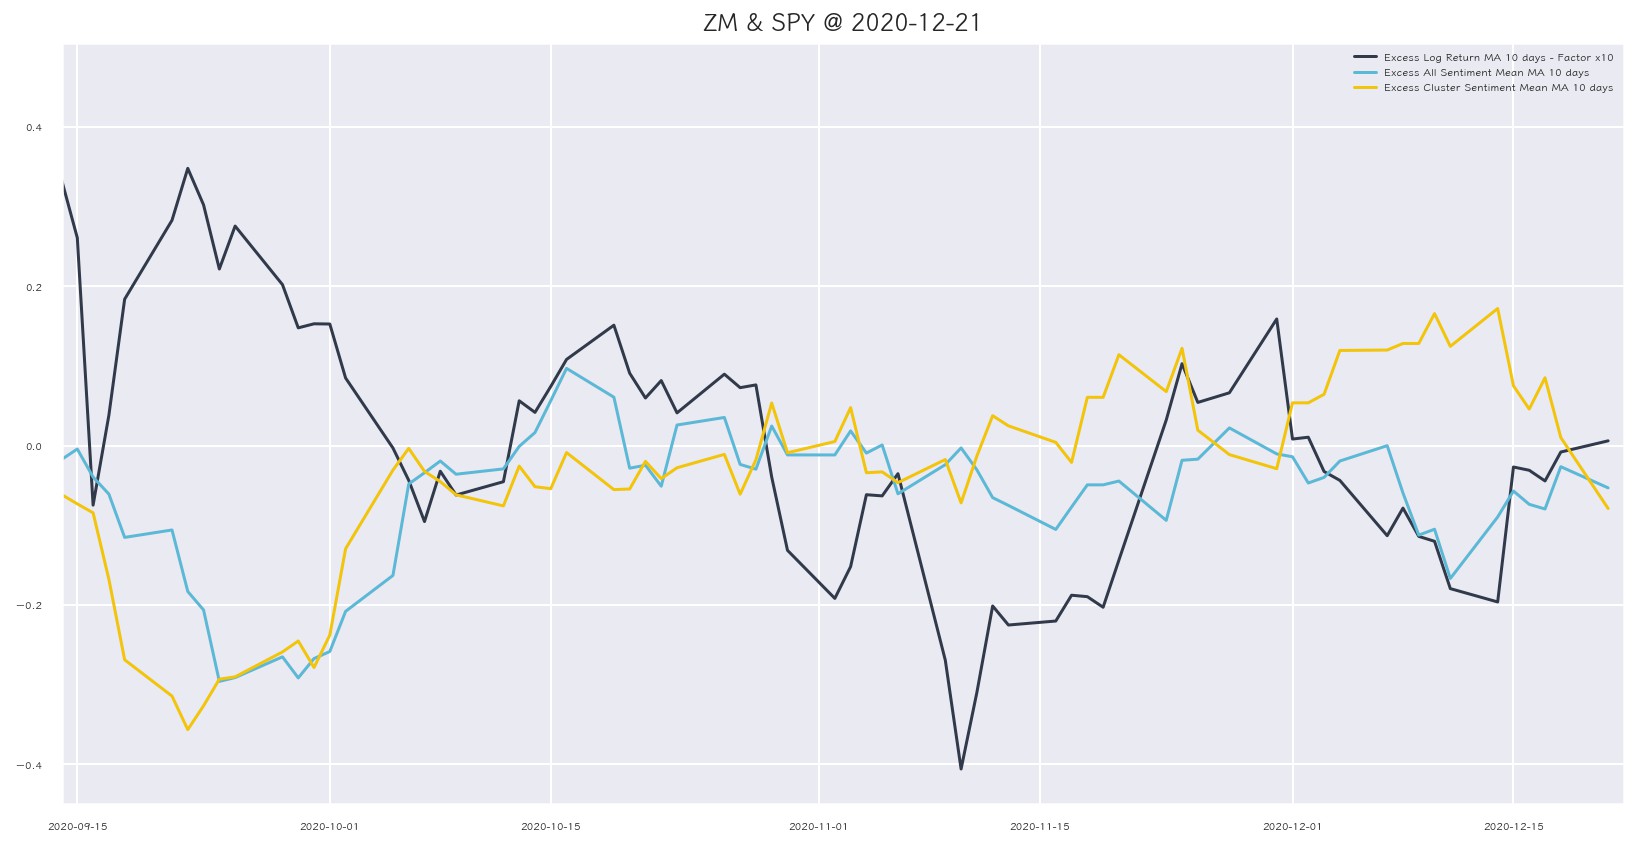 ZM & SPY @ 2020-12-21
Excess Log Return MA 10 days - Factor x10
Excess All Sentiment Mean MA 10 days
Excess Cluster Sentiment Mean MA 10 days
0.4
0.2
0.0
−0.2
−0.4
2020-09-15 2020-10-01 2020-10-15 2020-11-01 2020-11-15 2020-12-01 2020-12-15